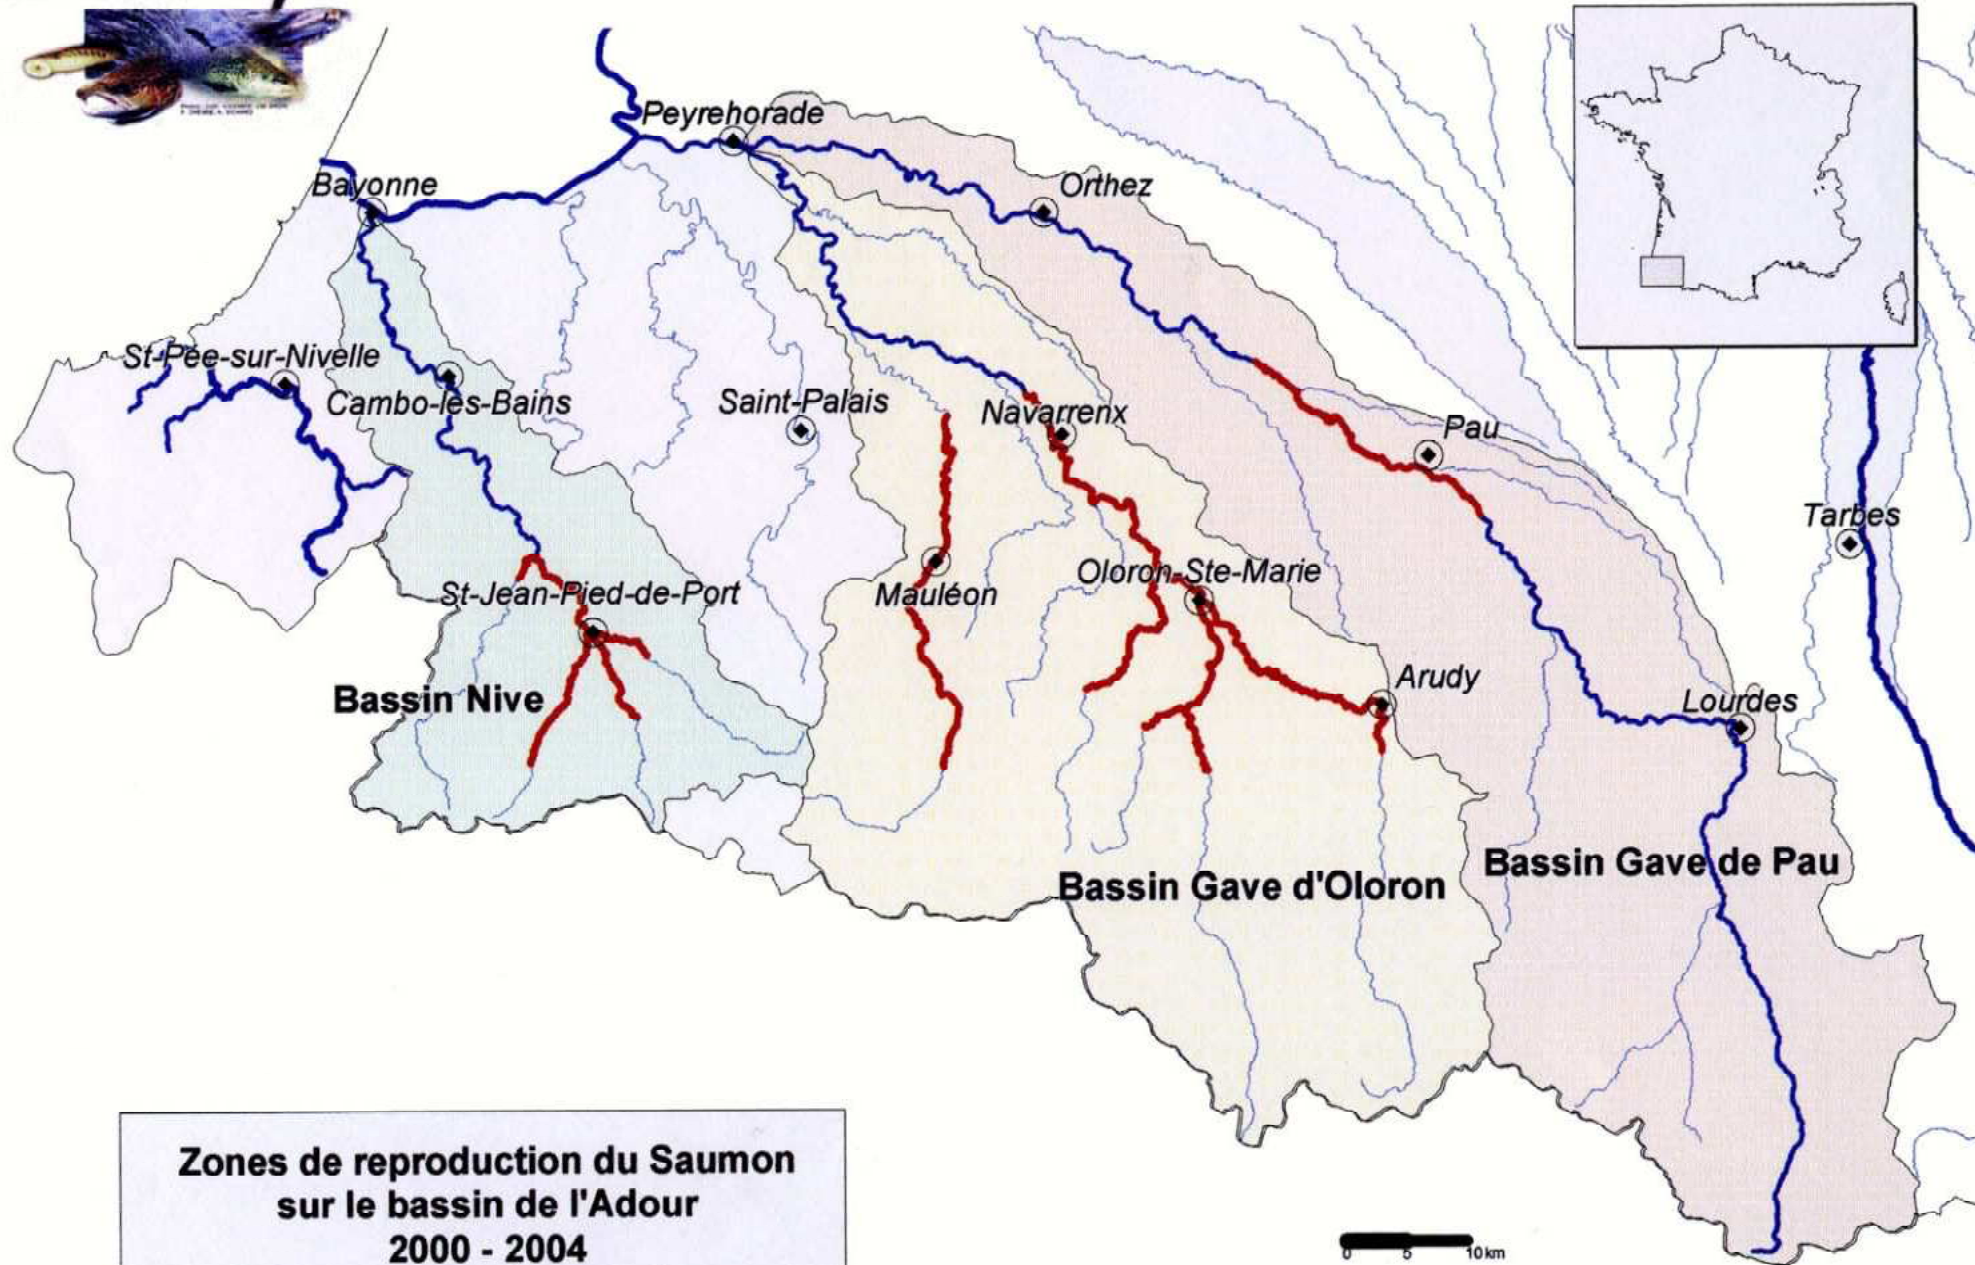 Peyrehorade
Bayonne
Orthez
St-Pée-sur-Nivelle
Cambo-les-Bains
Saint-Palais
Navarrenx
Pau
Tarbes
St-Jean-Pied-de-Port
Mauléon
Oloron-Ste-Marie
Arudy
Lourdes
Bassin Nive
Bassin Gave d'Oloron
Bassin Gave de Pau
Zones de reproduction du Saumon
sur le bassin de l'Adour
2000 - 2004
0 5 10 km